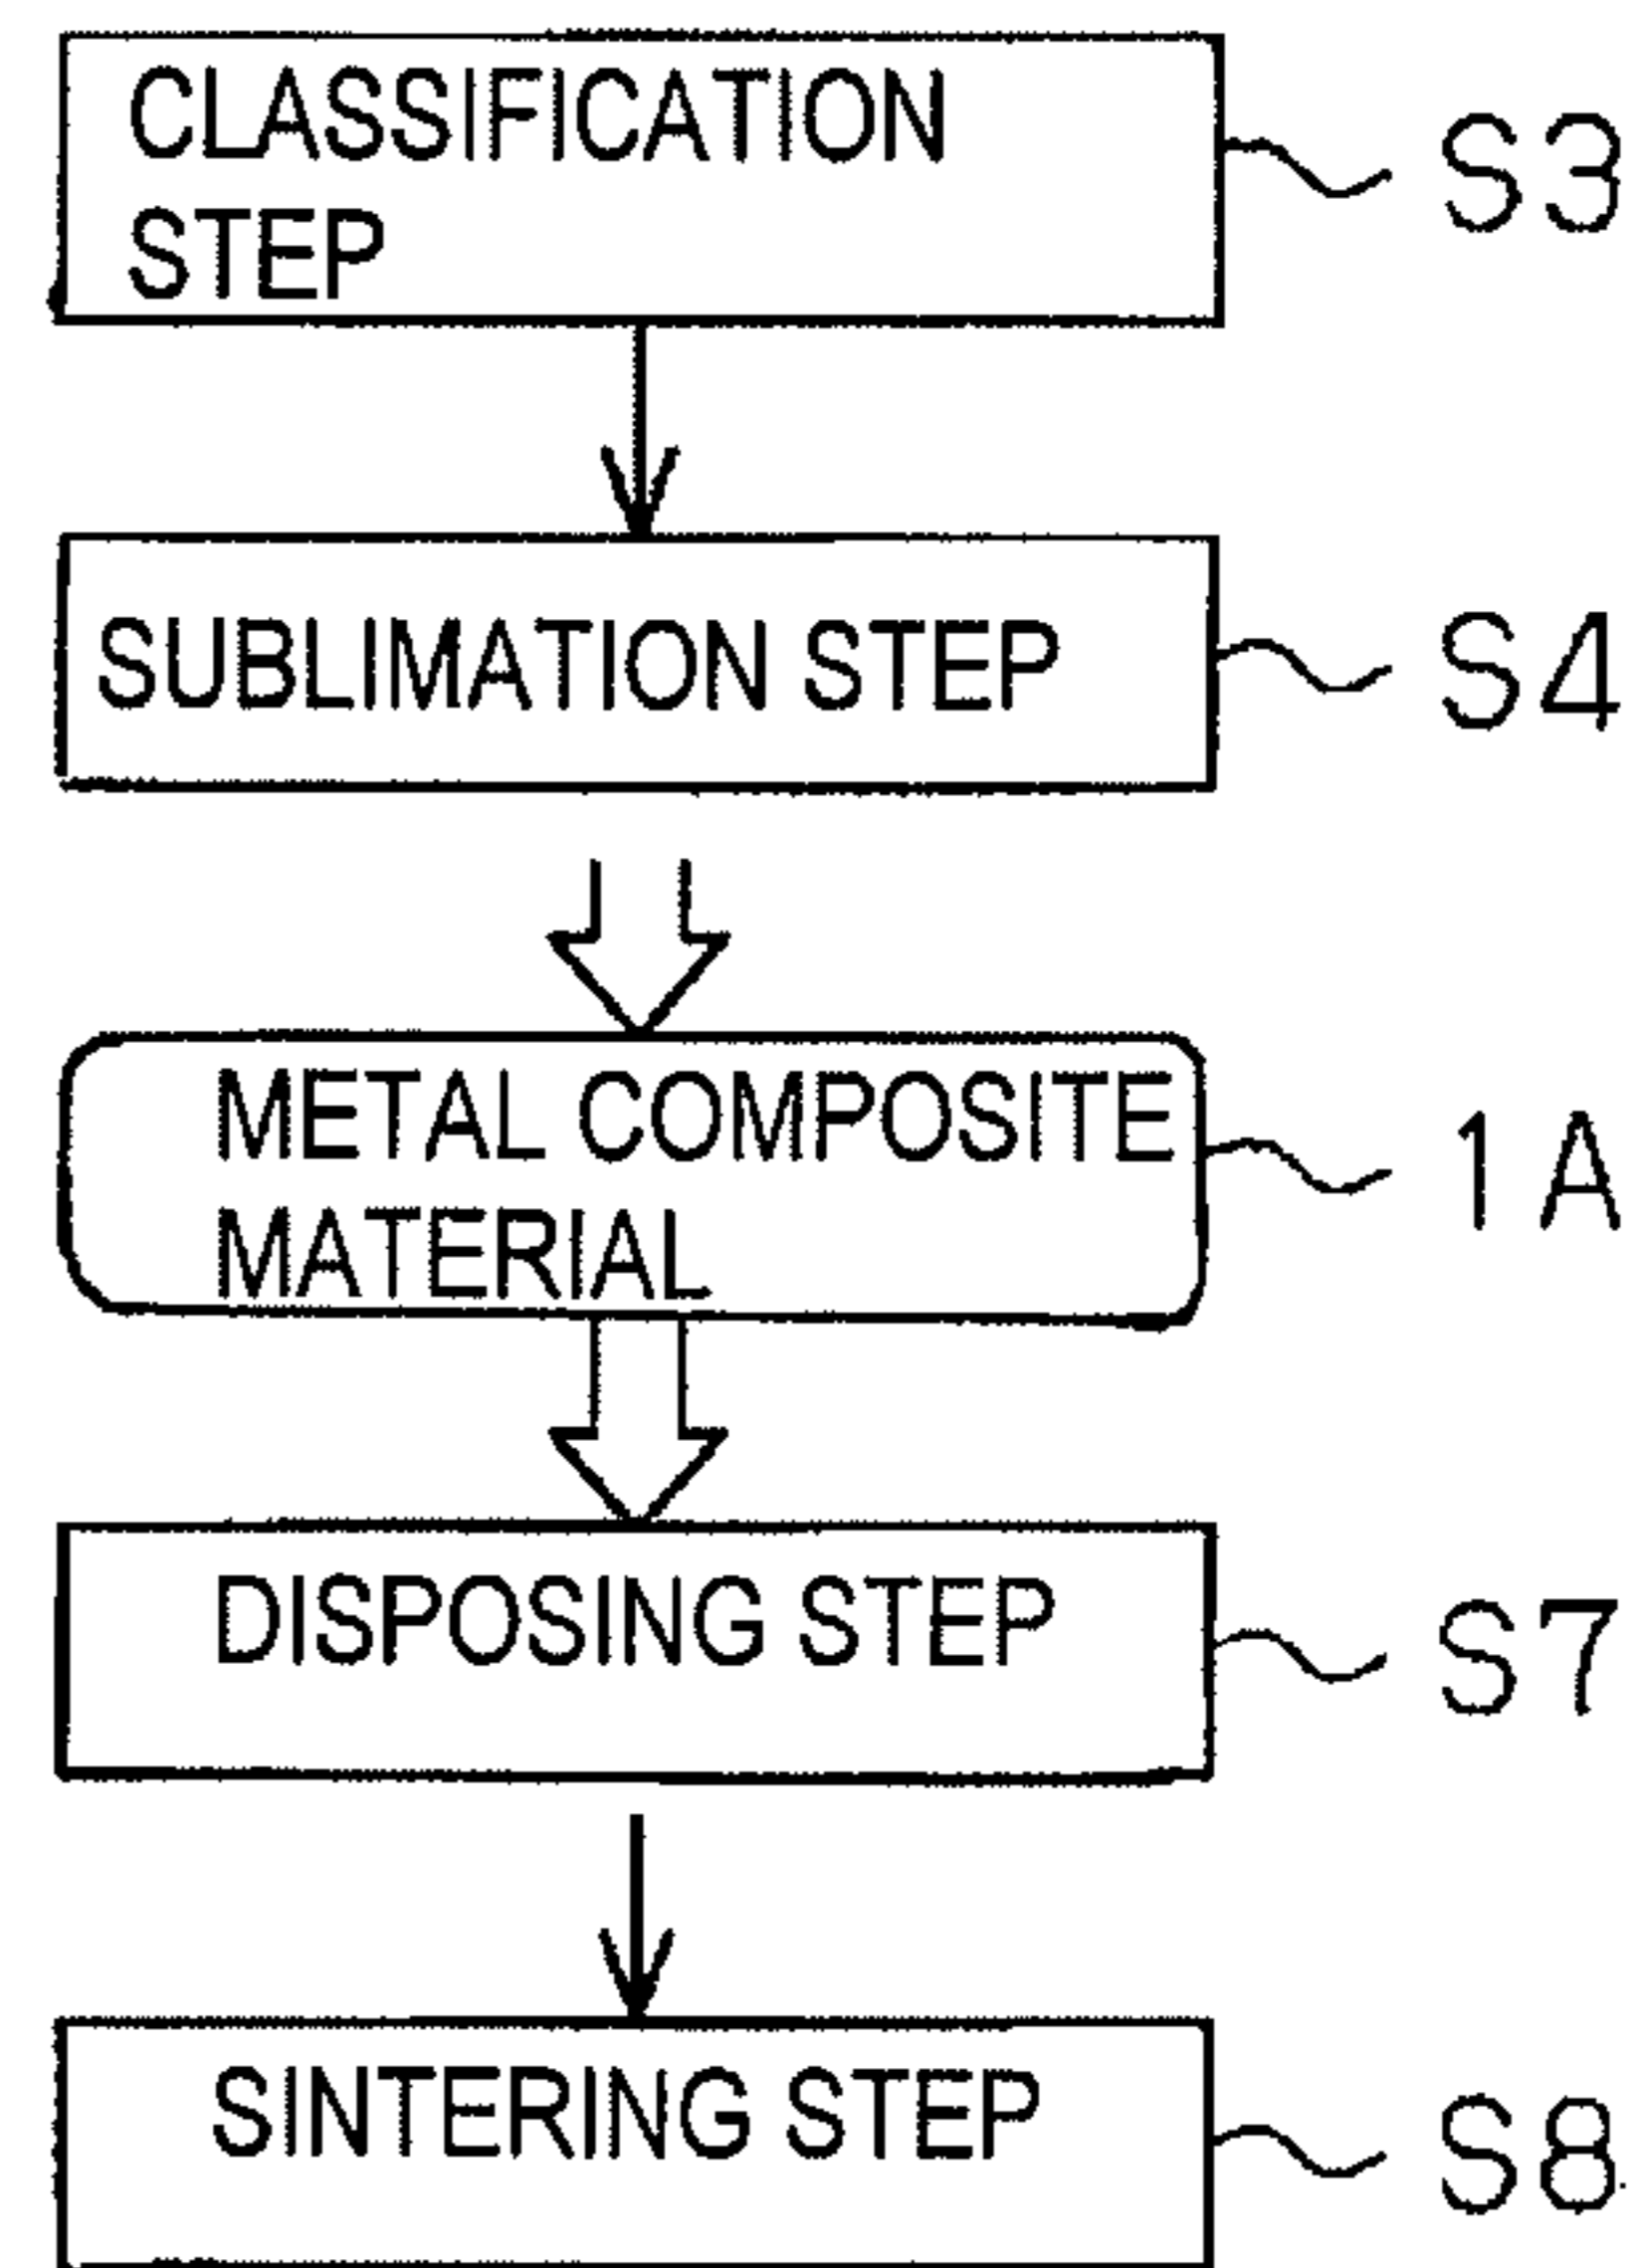 CLASSIFICATION
STEP
S3
SUBLIMATION STEP
S4
METAL COMPOSITE
MATERIAL
1A
DISPOSING STEP
S7
SINTERING STEP
S8